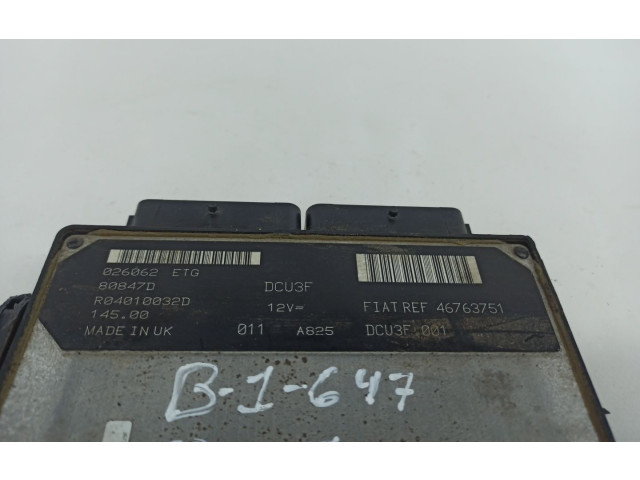 026062 ETG
80847D DCU3F
R04010032D 12V= FIAT REF 46763751
145.00
MADE IN UK 011 A825 DCU3F.001
B-1-647